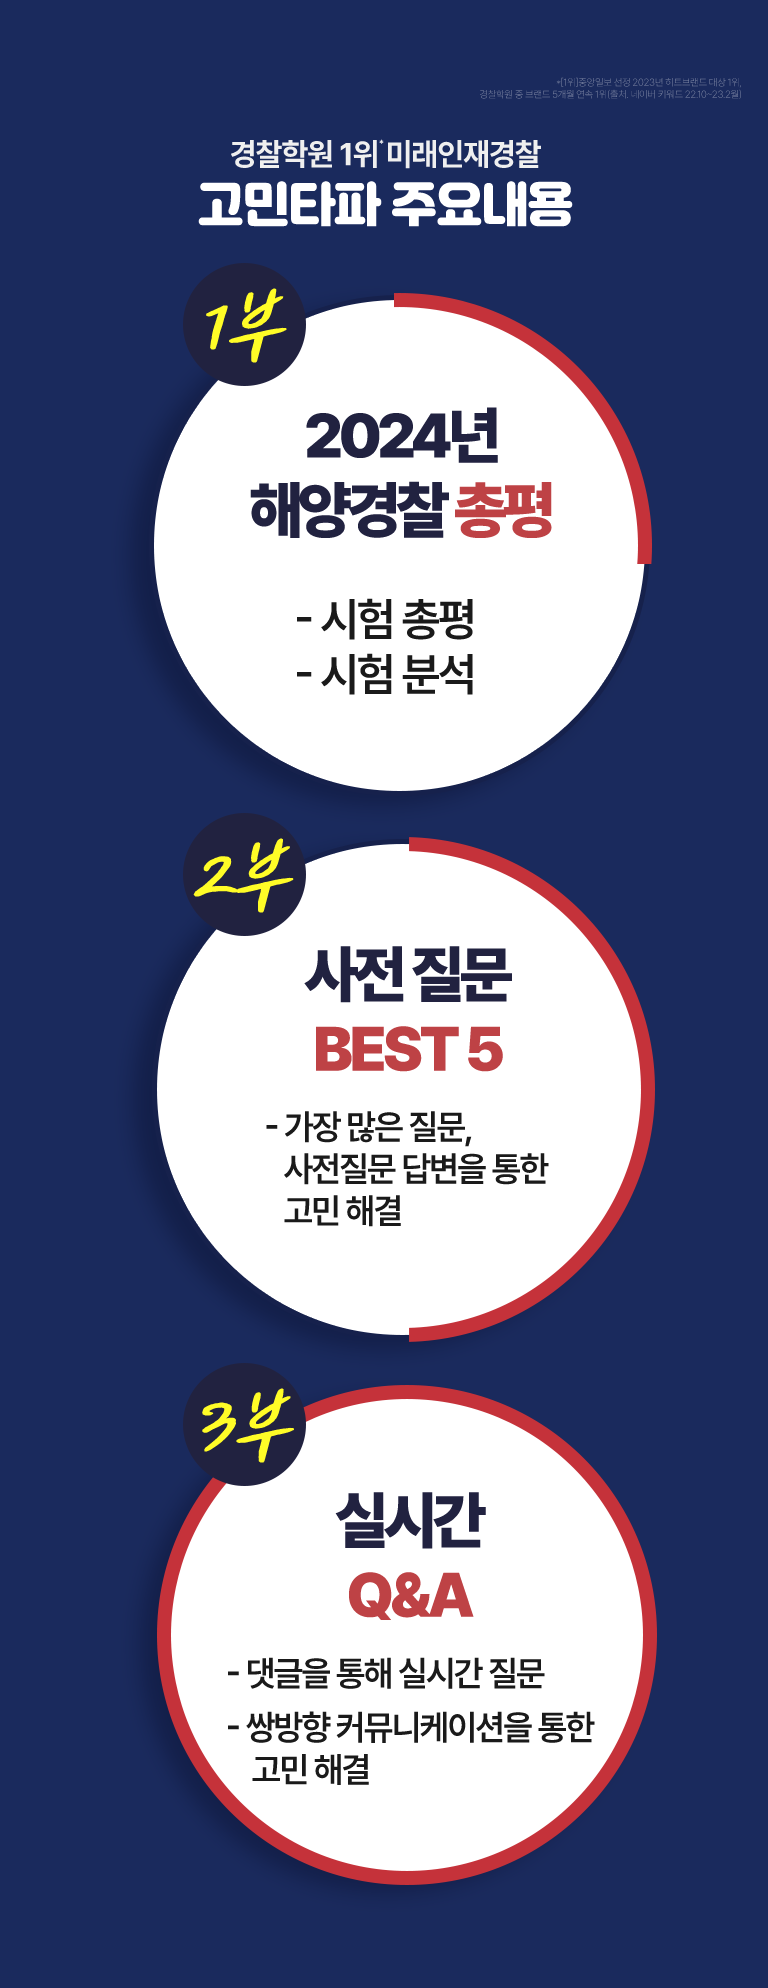 *[1위]중앙일보 선정 2023년 히트브랜드 대상 1위,
경찰학원 중 브랜드 5개월 연속 1위(출처. 네이버 키워드 22.10~23.2월)
경찰학원 1위* 미래인재경찰
고민타파 주요내용
1부
2024년
해양경찰 총평
- 시험 총평
- 시험 분석
2부
사전 질문
BEST 5
- 가장 많은 질문,
사전질문 답변을 통한
고민 해결
3부
실시간
Q&A
- 댓글을 통해 실시간 질문
- 쌍방향 커뮤니케이션을 통한
고민 해결